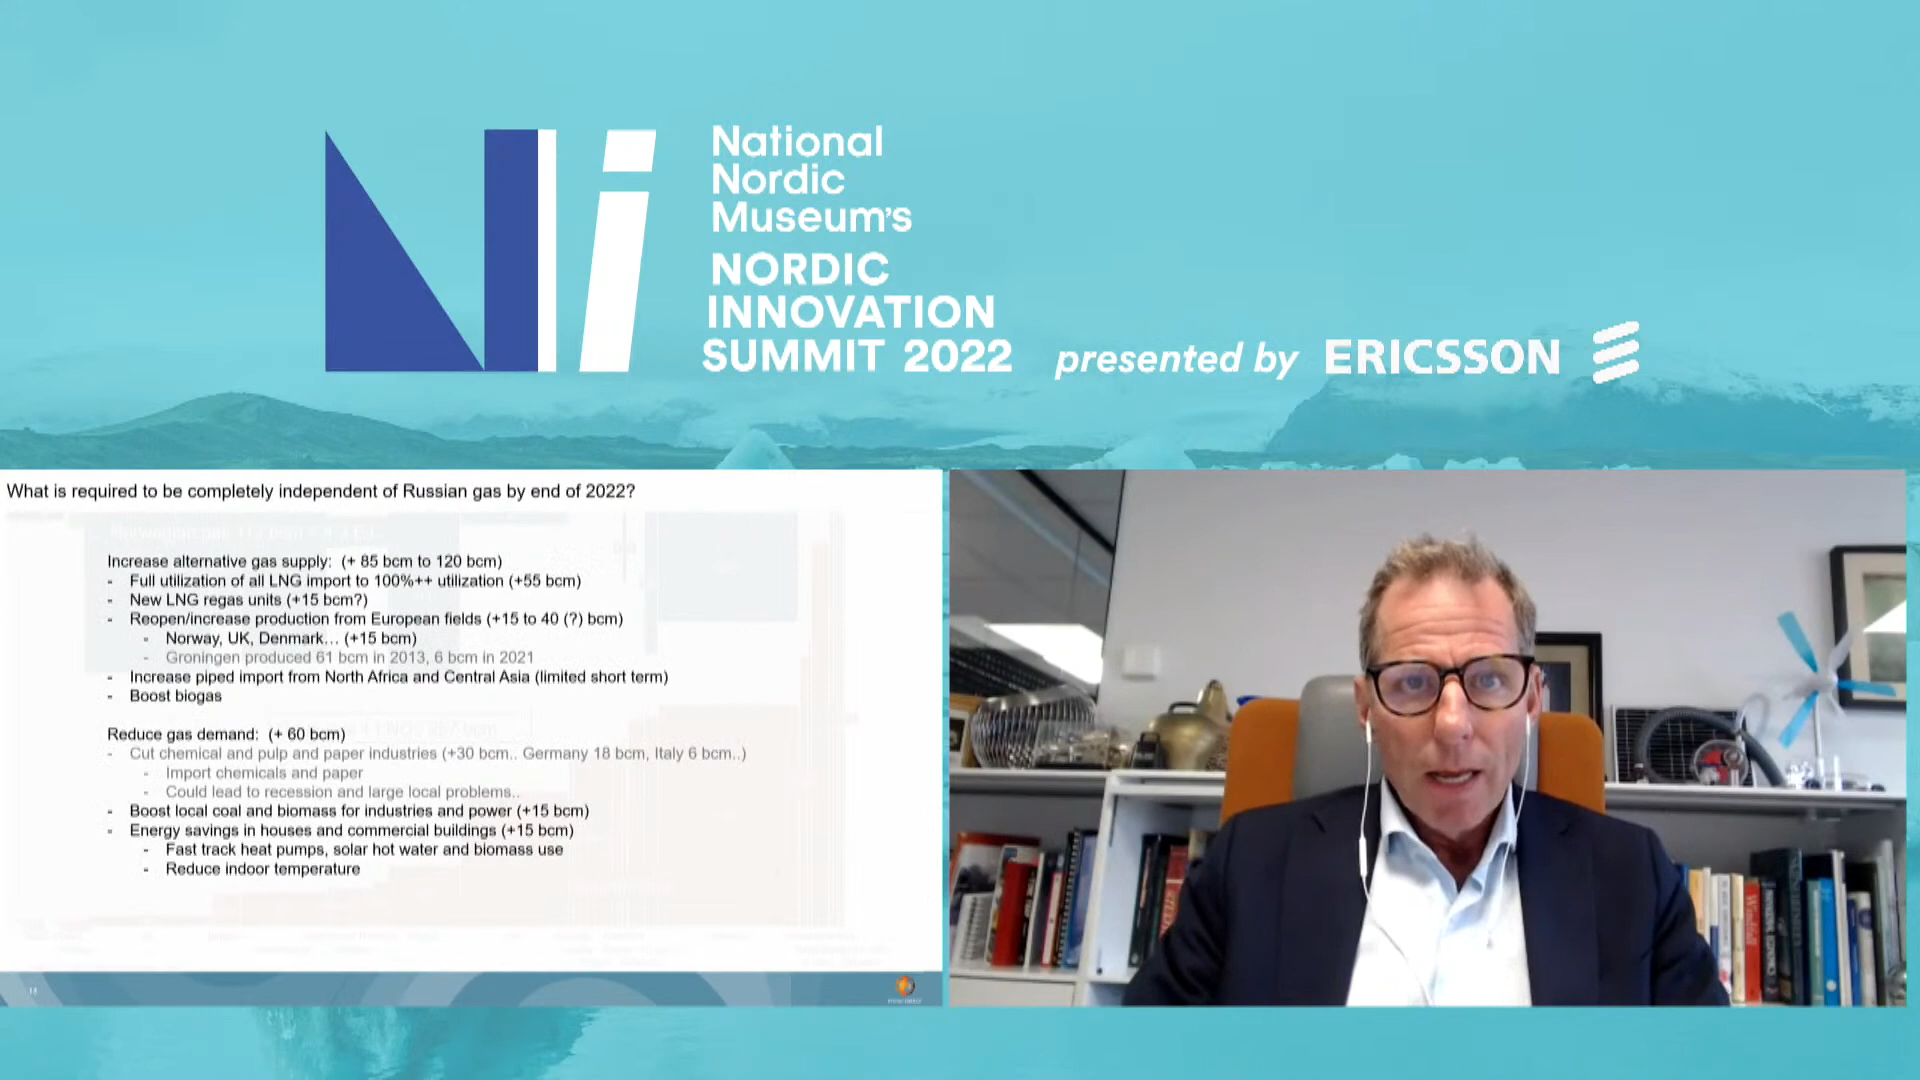 National
Nordic
Museum's
NORDIC
INNOVATION
SUMMIT 2022
presented by ERICSSON
What is required to be completely independent of Russian gas by end of 2022?
Increase alternative gas supply: (+ 85 bcm to 120 bcm)
- Full utilization of all LNG import to 100%++ utilization (+55 bcm)
- New LNG regas units (+15 bcm?)
- Reopen/increase production from European fields (+15 to 40 (?) bcm)
- Norway, UK, Denmark... (+15 bcm)
- Groningen produced 61 bcm in 2013, 6 bcm in 2021
- Increase piped import from North Africa and Central Asia (limited short term)
- Boost biogas
Reduce gas demand: (+ 60 bcm)
- Cut chemical and pulp and paper industries (+30 bcm.. Germany 18 bcm, Italy 6 bcm..)
- Import chemicals and paper
- Could lead to recession and large local problems..
- Boost local coal and biomass for industries and power (+15 bcm)
- Energy savings in houses and commercial buildings (+15 bcm)
- Fast track heat pumps, solar hot water and biomass use
- Reduce indoor temperature